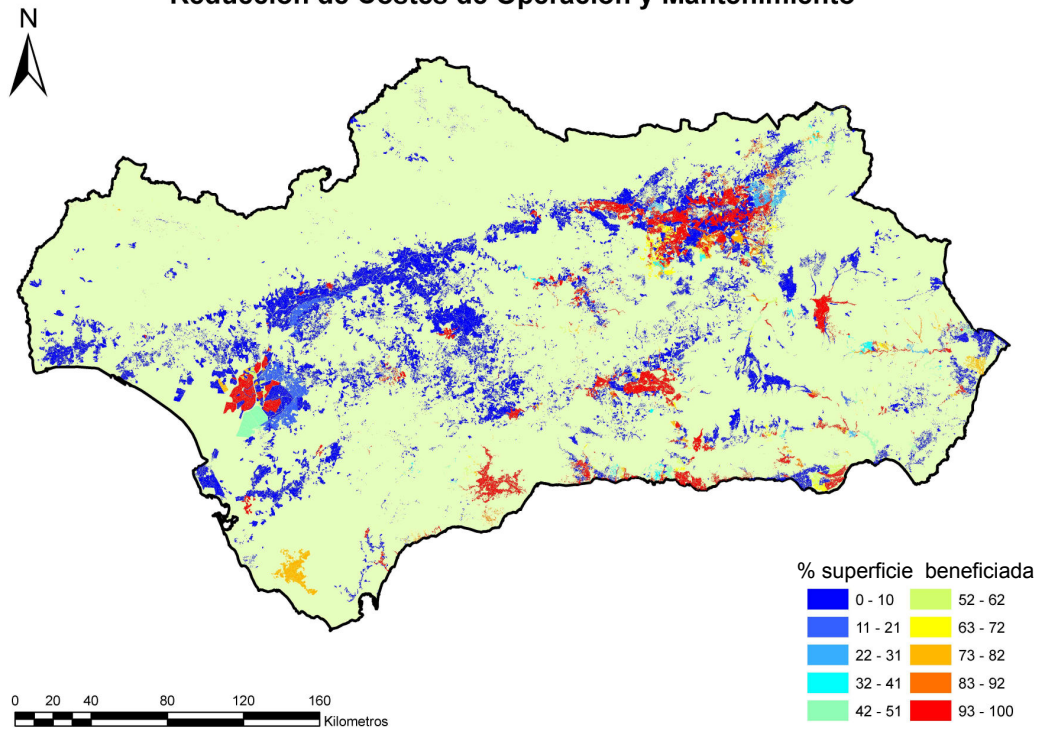 Reducción de Costes de Operación y Mantenimiento
N
% superficie beneficiada
0 - 10
52 - 62
11 - 21
63 - 72
22 - 31
73 - 82
32 - 41
83 - 92
42 - 51
93 - 100
0 20 40 80 120 160
Kilometros